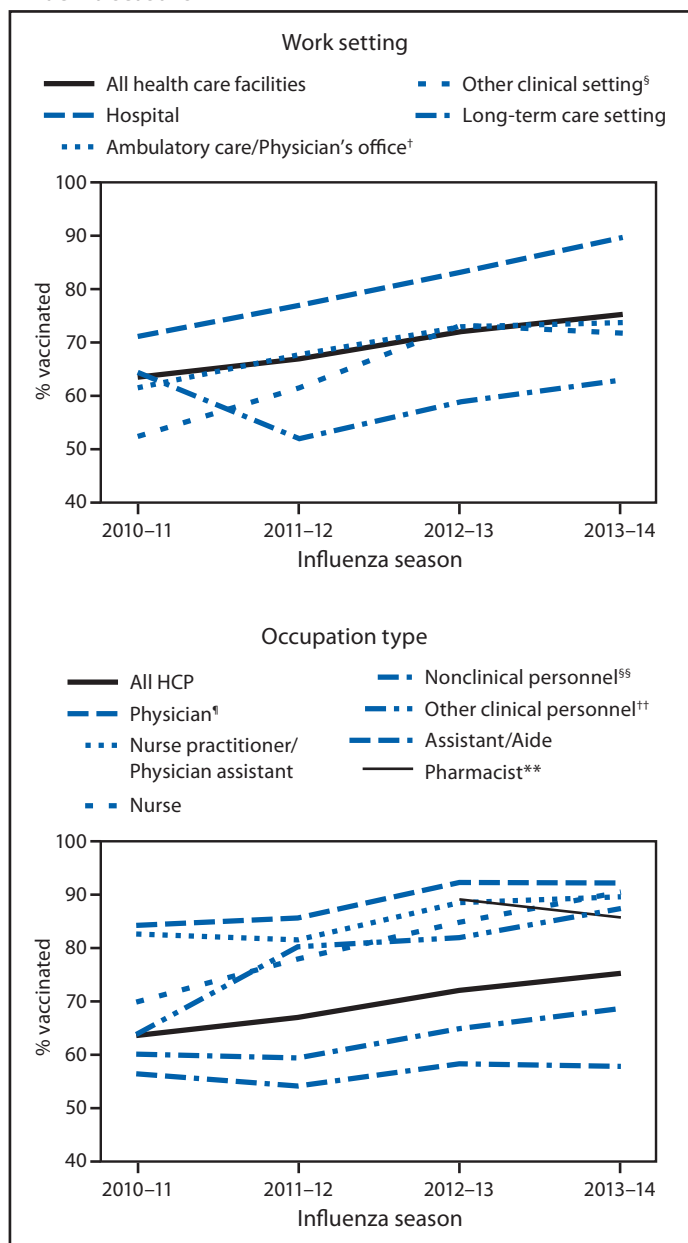 Work setting
All health care facilities
Other clinical setting§
Hospital
Long-term care setting
Ambulatory care/Physician's office†
100
90
80
70
60
50
40
% vaccinated
2010–11
2011–12
2012–13
2013–14
Influenza season
Occupation type
All HCP
Physician¶
Nurse practitioner/
Physician assistant
Nurse
Nonclinical personnel§§
Other clinical personnel††
Assistant/Aide
Pharmacist**
100
90
80
70
60
50
40
% vaccinated
2010–11
2011–12
2012–13
2013–14
Influenza season